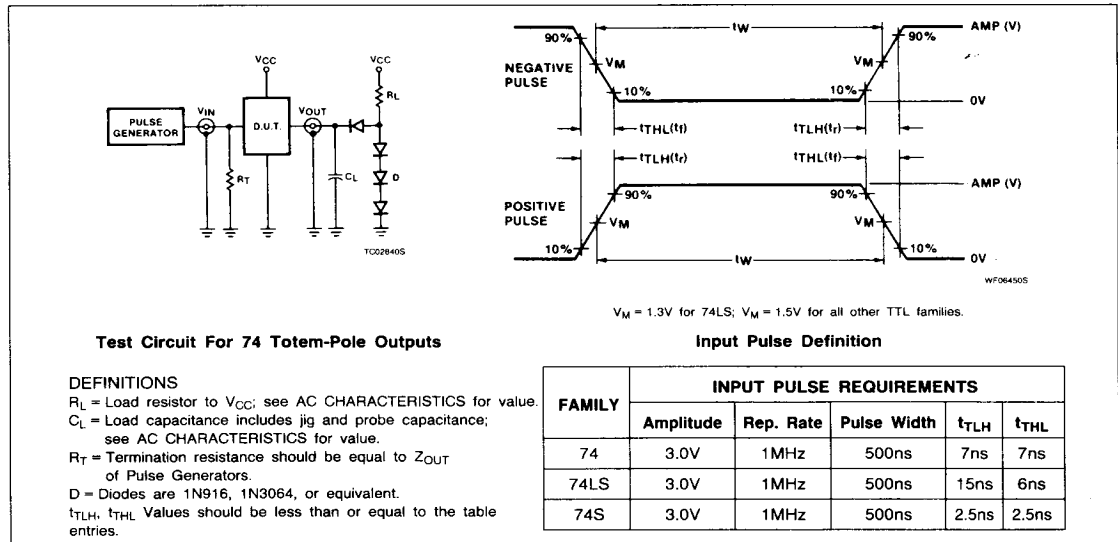 PULSE
GENERATOR
VIN
VCC
D.U.T.
VOUT
VCC
RL
RT
CL
D
TC02840S
Test Circuit For 74 Totem-Pole Outputs
DEFINITIONS
RL = Load resistor to VCC; see AC CHARACTERISTICS for value.
CL = Load capacitance includes jig and probe capacitance;
see AC CHARACTERISTICS for value.
RT = Termination resistance should be equal to ZOUT
of Pulse Generators.
D = Diodes are 1N916, 1N3064, or equivalent.
tTLH, tTHL Values should be less than or equal to the table
entries.
90% tW 90% AMP (V)
NEGATIVE
PULSE
VM VM
10% 10% 0V
tTHL(tf) tTLH(tr)
tTLH(tr) tTHL(tf)
90% 90% AMP (V)
POSITIVE
PULSE
VM VM
10% tW 10% 0V
WF06450S
VM = 1.3V for 74LS; VM = 1.5V for all other TTL families.
Input Pulse Definition
FAMILY INPUT PULSE REQUIREMENTS
Amplitude Rep. Rate Pulse Width tTLH tTHL
74 3.0V 1MHz 500ns 7ns 7ns
74LS 3.0V 1MHz 500ns 15ns 6ns
74S 3.0V 1MHz 500ns 2.5ns 2.5ns